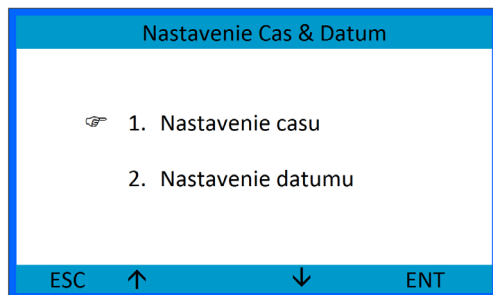 Nastavenie Cas & Datum
☞ 1. Nastavenie casu
2. Nastavenie datumu
ESC ↑ ↓ ENT